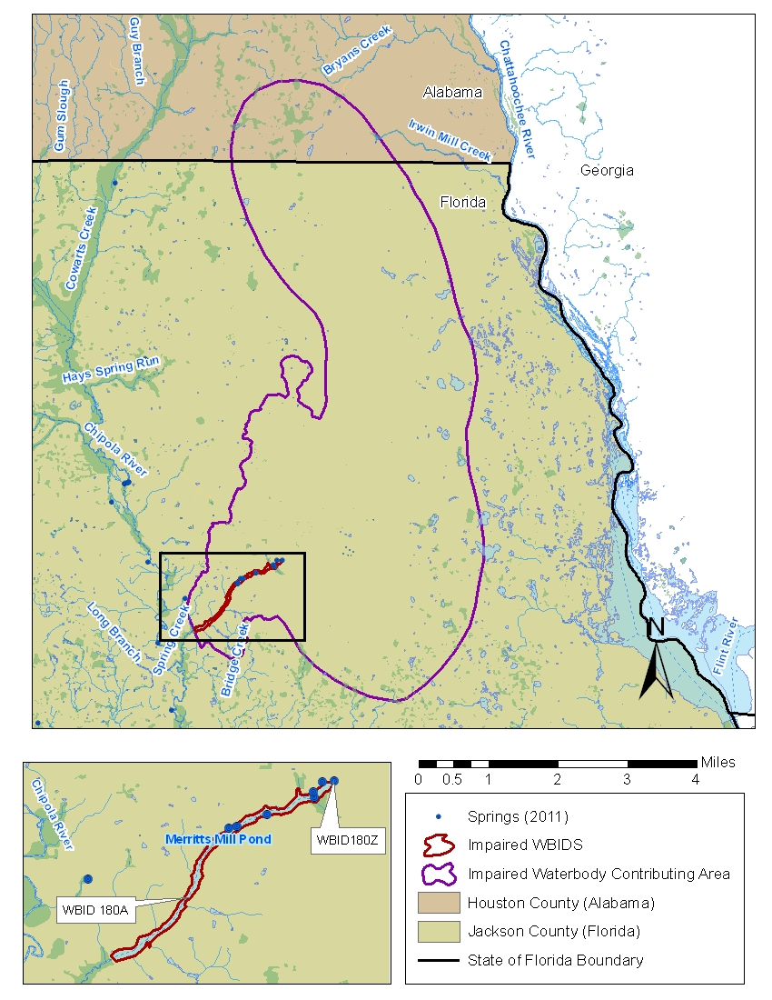 Guy Branch
Bryans Creek
Chattahoochee River
Gum Slough
Alabama
Irwin Mill Creek
Georgia
Florida
Cowarts Creek
Hays Spring Run
Chipola River
Long Branch
Spring Creek
Bridge Creek
N
Flint River
Miles
0 0.5 1 2 3 4
Chipola River
Merritts Mill Pond
WBID180Z
WBID 180A
Springs (2011)
Impaired WBIDS
Impaired Waterbody Contributing Area
Houston County (Alabama)
Jackson County (Florida)
State of Florida Boundary